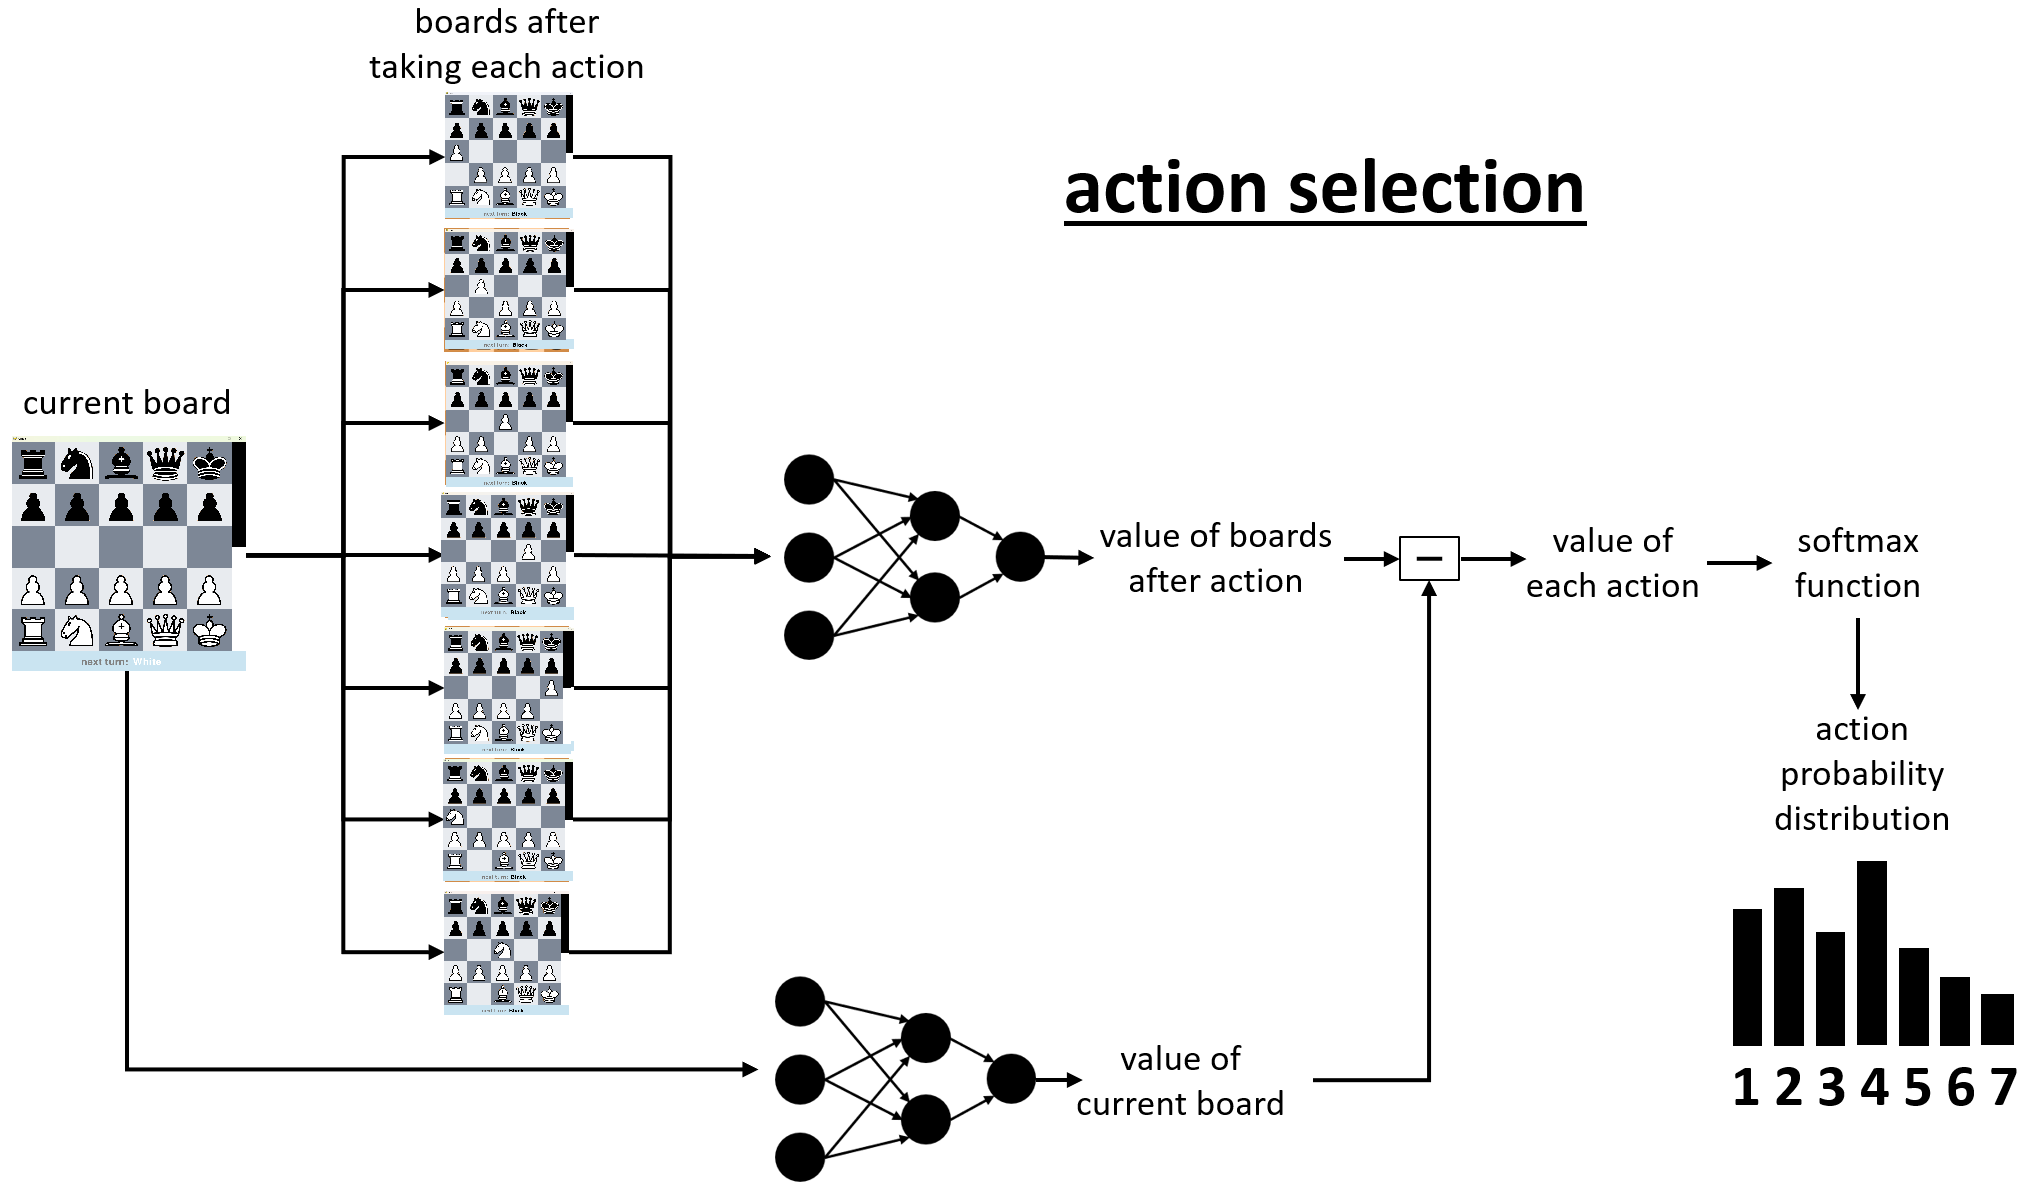 boards after
taking each action
action selection
current board
next turn: White
next turn: Black
next turn: Black
next turn: Black
next turn: Black
next turn: Black
next turn: Black
next turn: Black
value of boards
after action
−
value of
each action
softmax
function
action
probability
distribution
value of
current board
1 2 3 4 5 6 7